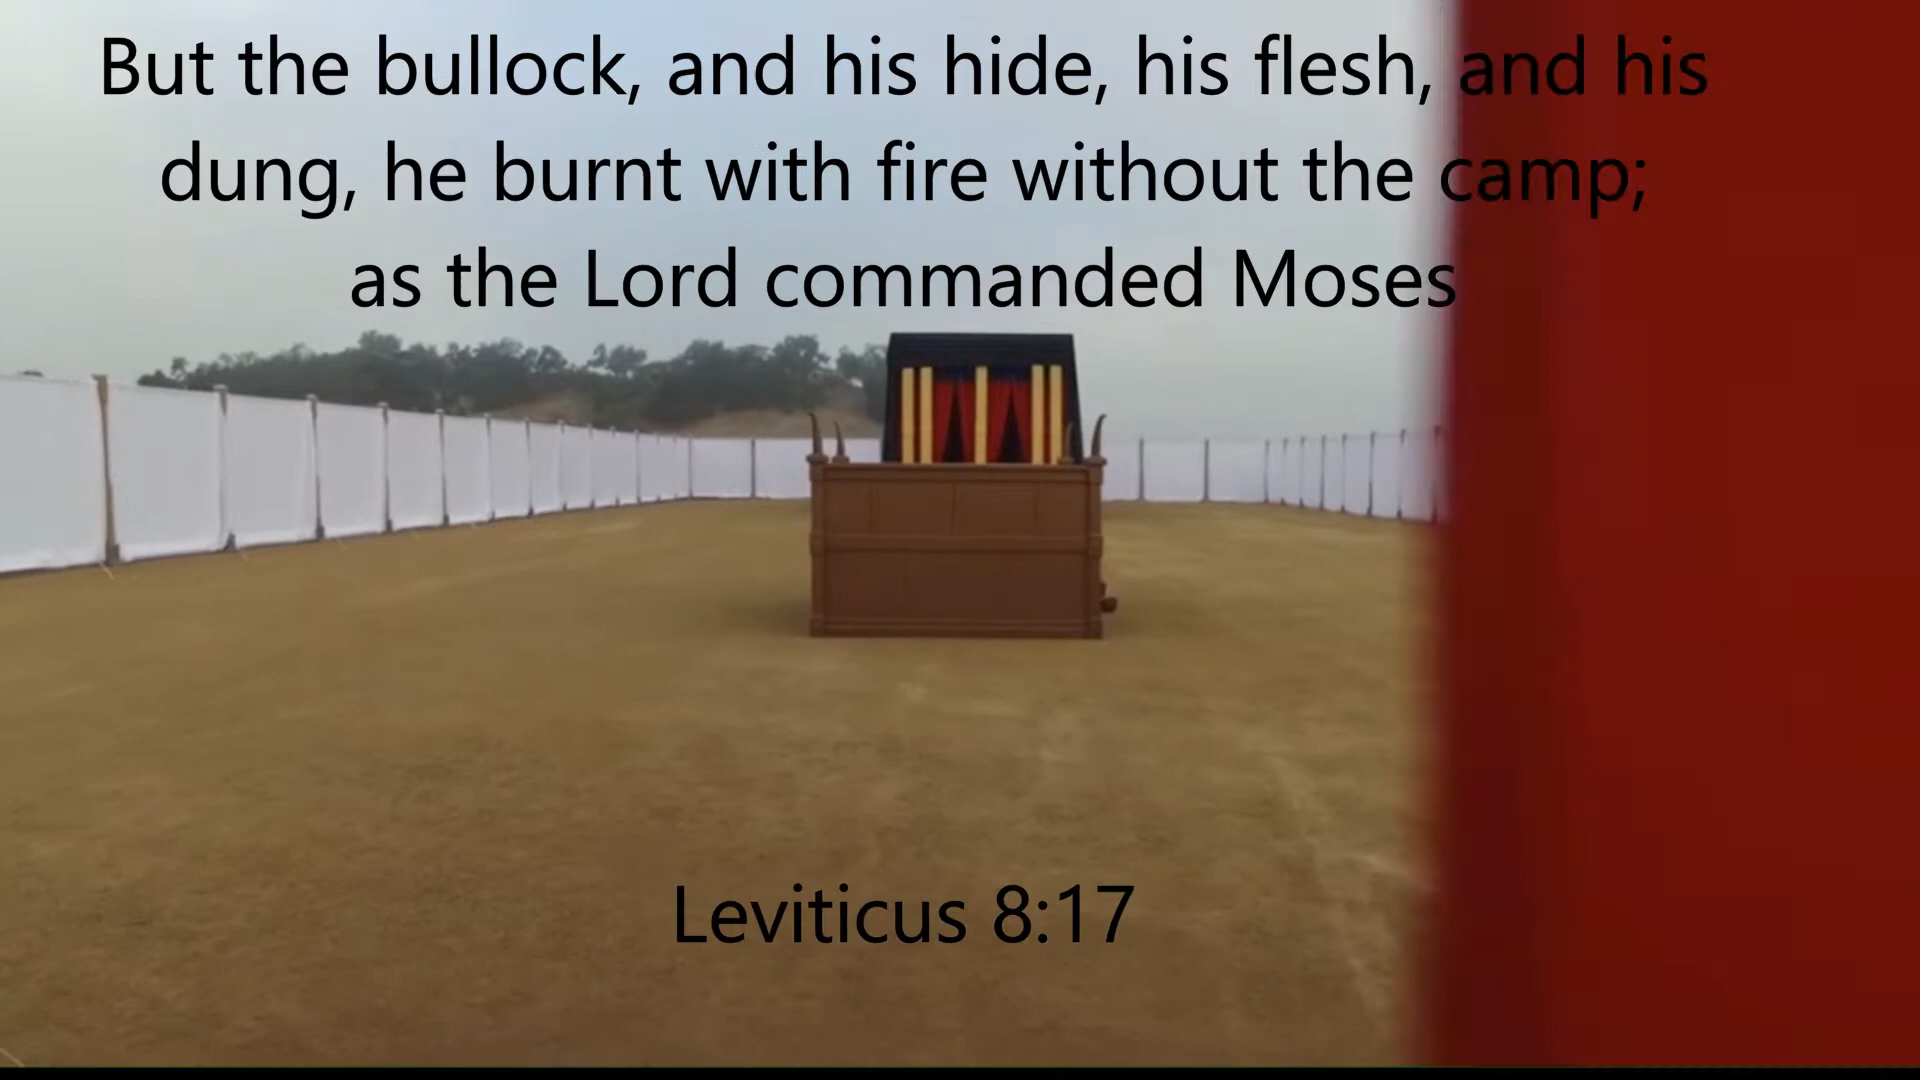 But the bullock, and his hide, his flesh, and his
dung, he burnt with fire without the camp;
as the Lord commanded Moses
Leviticus 8:17